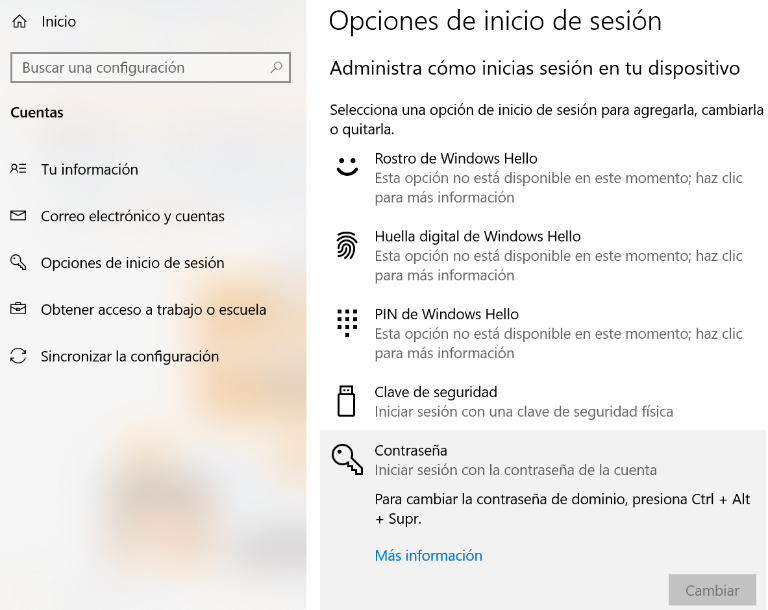 Inicio
Buscar una configuración
Cuentas
Tu información
Correo electrónico y cuentas
Opciones de inicio de sesión
Obtener acceso a trabajo o escuela
Sincronizar la configuración
Opciones de inicio de sesión
Administra cómo inicias sesión en tu dispositivo
Selecciona una opción de inicio de sesión para agregarla, cambiarla
o quitarla.
Rostro de Windows Hello
Esta opción no está disponible en este momento; haz clic
para más información
Huella digital de Windows Hello
Esta opción no está disponible en este momento; haz clic
para más información
PIN de Windows Hello
Esta opción no está disponible en este momento; haz clic
para más información
Clave de seguridad
Iniciar sesión con una clave de seguridad física
Contraseña
Iniciar sesión con la contraseña de la cuenta
Para cambiar la contraseña de dominio, presiona Ctrl + Alt
+ Supr.
Más información
Cambiar